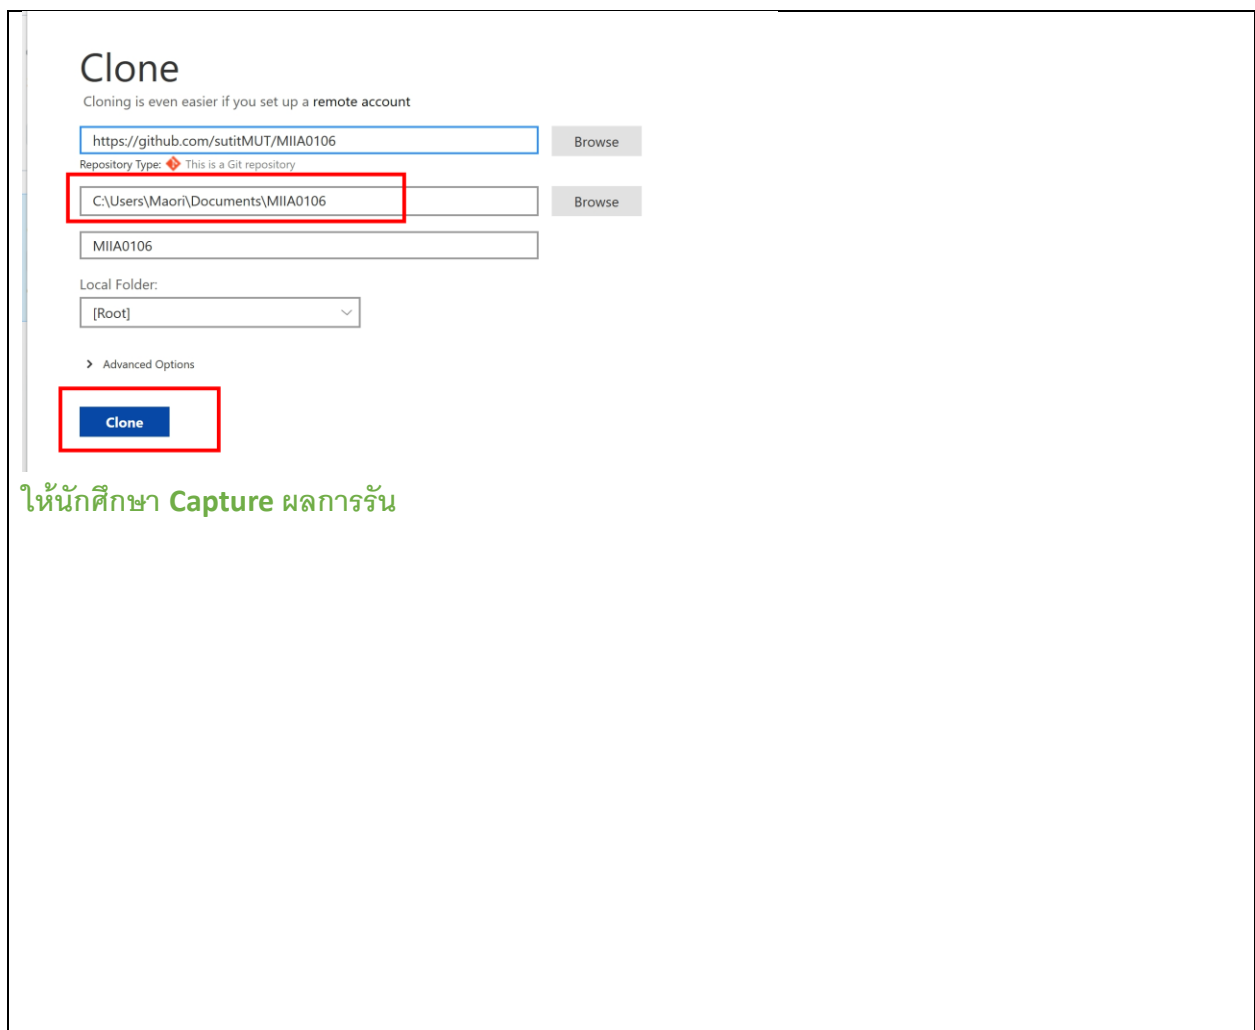 Clone
Cloning is even easier if you set up a remote account
https://github.com/sutitMUT/MIIA0106
Browse
Repository Type: This is a Git repository
C:\Users\Maori\Documents\MIIA0106
Browse
MIIA0106
Local Folder:
[Root]
Advanced Options
Clone
ให้นักศึกษา Capture ผลการรัน